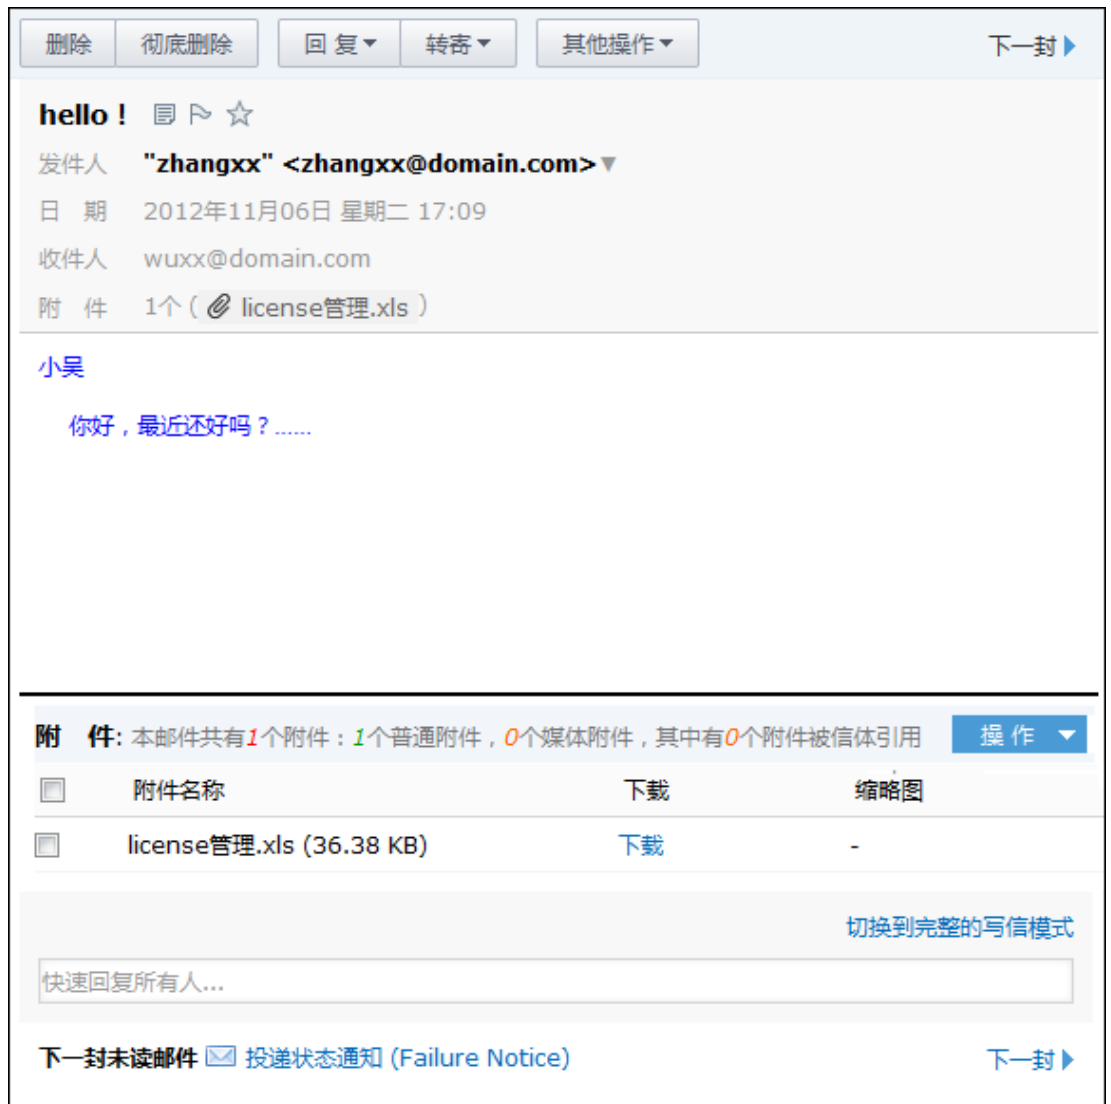 删除 彻底删除 回 复 转寄 其他操作 下一封
hello !
发件人 "zhangxx" <zhangxx@domain.com>
日 期 2012年11月06日 星期二 17:09
收件人 wuxx@domain.com
附 件 1个 ( license管理.xls )
小吴
你好，最近还好吗？......
附 件: 本邮件共有1个附件：1个普通附件，0个媒体附件，其中有0个附件被信体引用 操 作
附件名称 下载 缩略图
license管理.xls (36.38 KB) 下载 -
切换到完整的写信模式
快速回复所有人...
下一封未读邮件 投递状态通知 (Failure Notice) 下一封